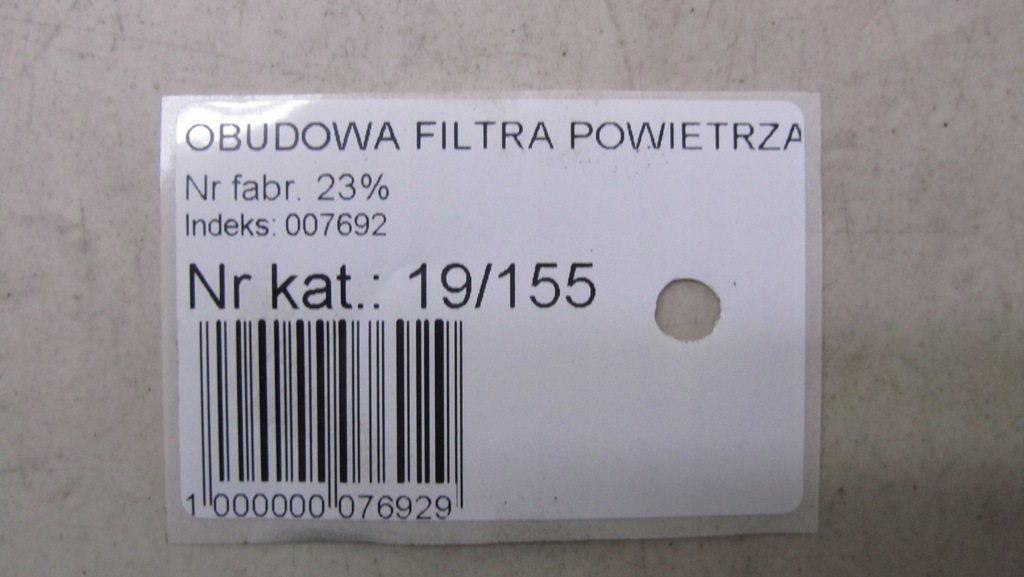 OBUDOWA FILTRA POWIETRZA
Nr fabr. 23%
Indeks: 007692
Nr kat.: 19/155
1 000000 076929